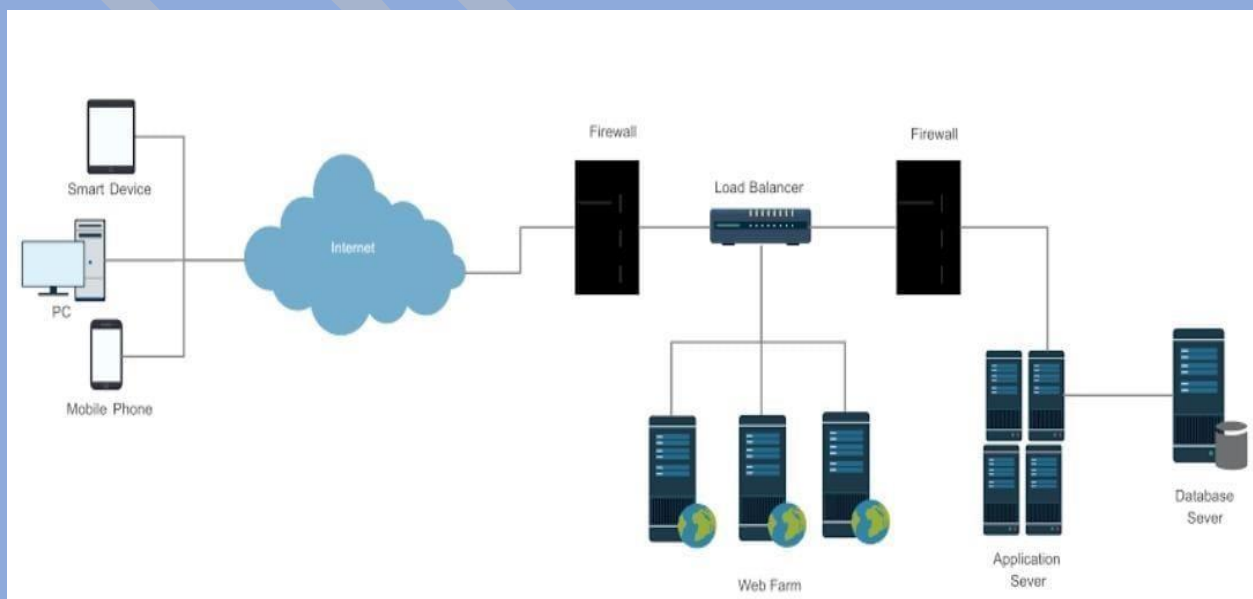 Smart Device
PC
Mobile Phone
Internet
Firewall
Load Balancer
Firewall
Web Farm
Application
Sever
Database
Sever